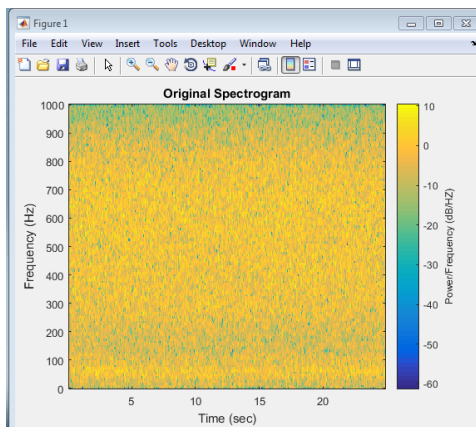 Figure 1
File Edit View Insert Tools Desktop Window Help
Original Spectrogram
1000
900
800
700
600
500
400
300
200
100
0
Frequency (Hz)
5 10 15 20
Time (sec)
10
0
-10
-20
-30
-40
-50
-60
Power/Frequency (dB/HZ)